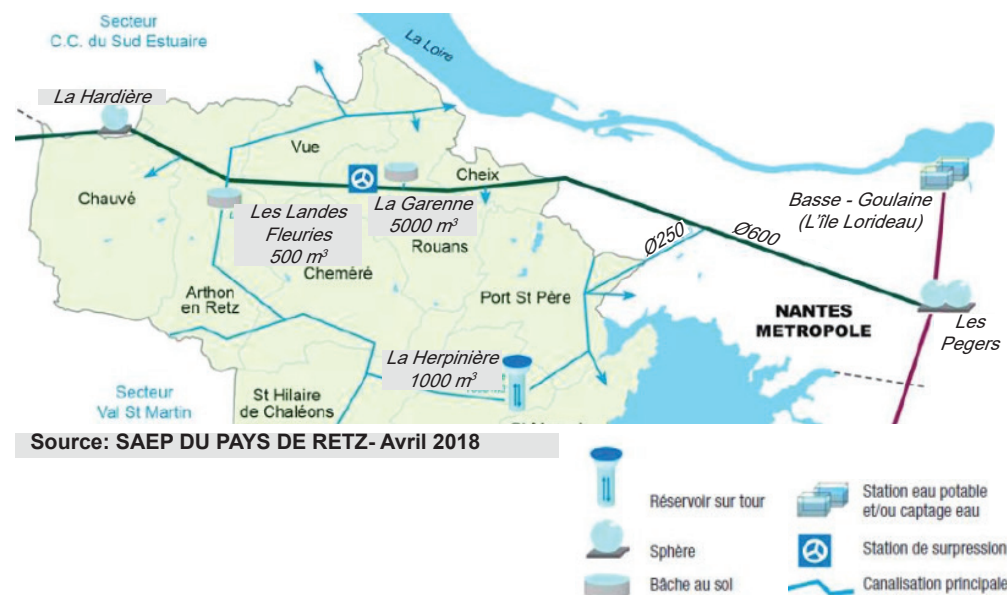 Secteur
C.C. du Sud Estuaire
La Loire
La Hardière
Vue
Cheix
Chauvé
Basse - Goulaine
(L'île Lorideau)
La Garenne
5000 m³
Les Landes
Fleuries
500 m³
Rouans
Ø250
Ø600
Cheméré
Port St Père
Arthon
en Retz
NANTES
METROPOLE
Les
Pegers
La Herpinière
1000 m³
St Hilaire
de Chaléons
Secteur
Val St Martin
Source: SAEP DU PAYS DE RETZ- Avril 2018
Réservoir sur tour
Station eau potable
et/ou captage eau
Sphère
Station de surpression
Bâche au sol
Canalisation principale